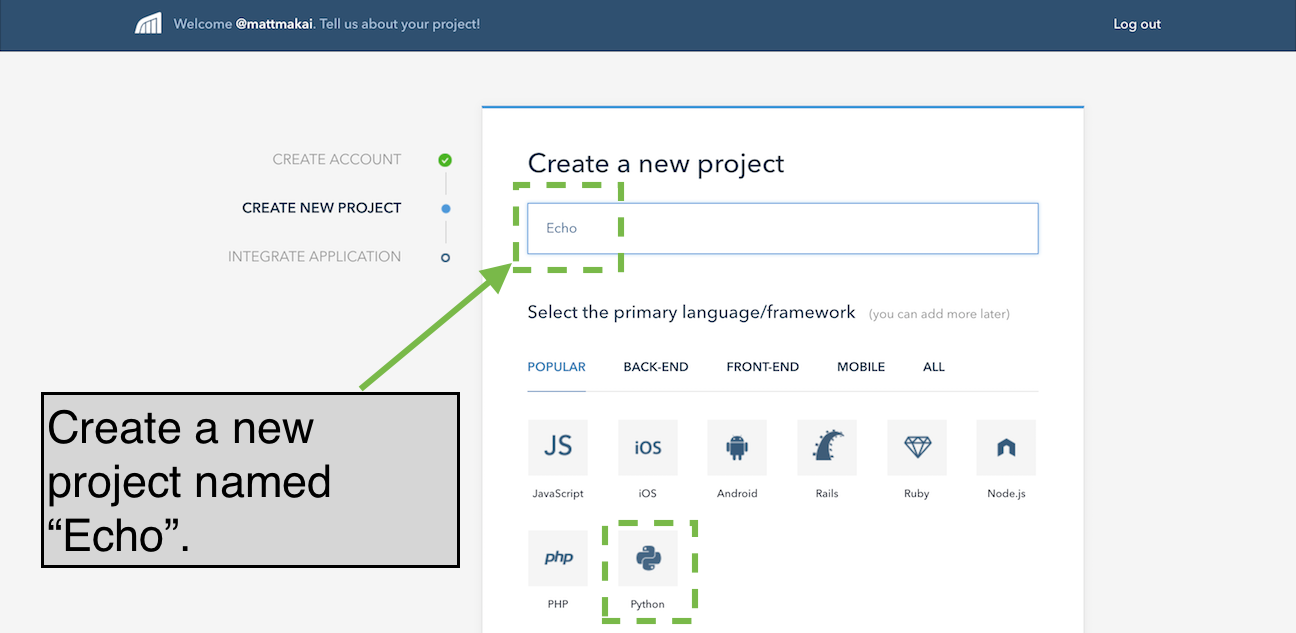 Welcome @mattmakai. Tell us about your project!
Log out
CREATE ACCOUNT
CREATE NEW PROJECT
INTEGRATE APPLICATION
Create a new project
Echo
Select the primary language/framework (you can add more later)
POPULAR BACK-END FRONT-END MOBILE ALL
JS iOS
JavaScript iOS Android Rails Ruby Node.js
php
PHP Python
Create a new
project named
“Echo”.